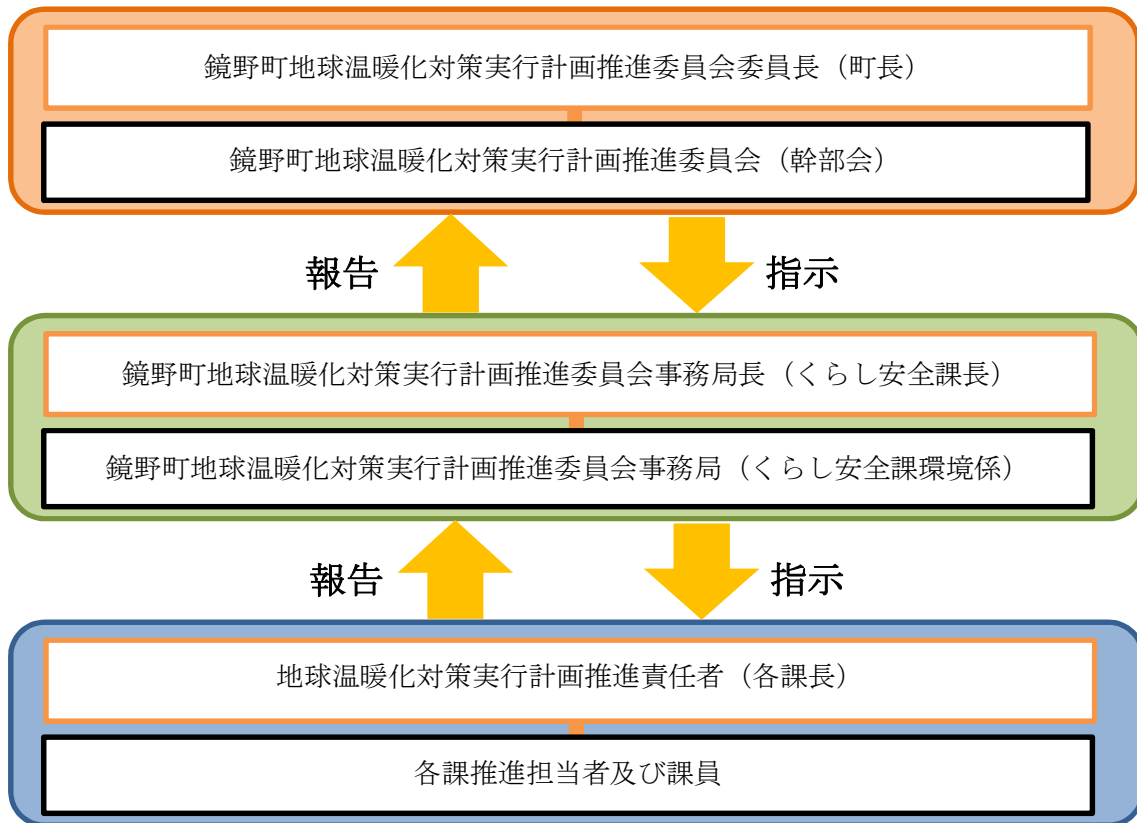 鏡野町地球温暖化対策実行計画推進委員会委員長（町長）
鏡野町地球温暖化対策実行計画推進委員会（幹部会）
報告
指示
鏡野町地球温暖化対策実行計画推進委員会事務局長（くらし安全課長）
鏡野町地球温暖化対策実行計画推進委員会事務局（くらし安全課環境係）
報告
指示
地球温暖化対策実行計画推進責任者（各課長）
各課推進担当者及び課員